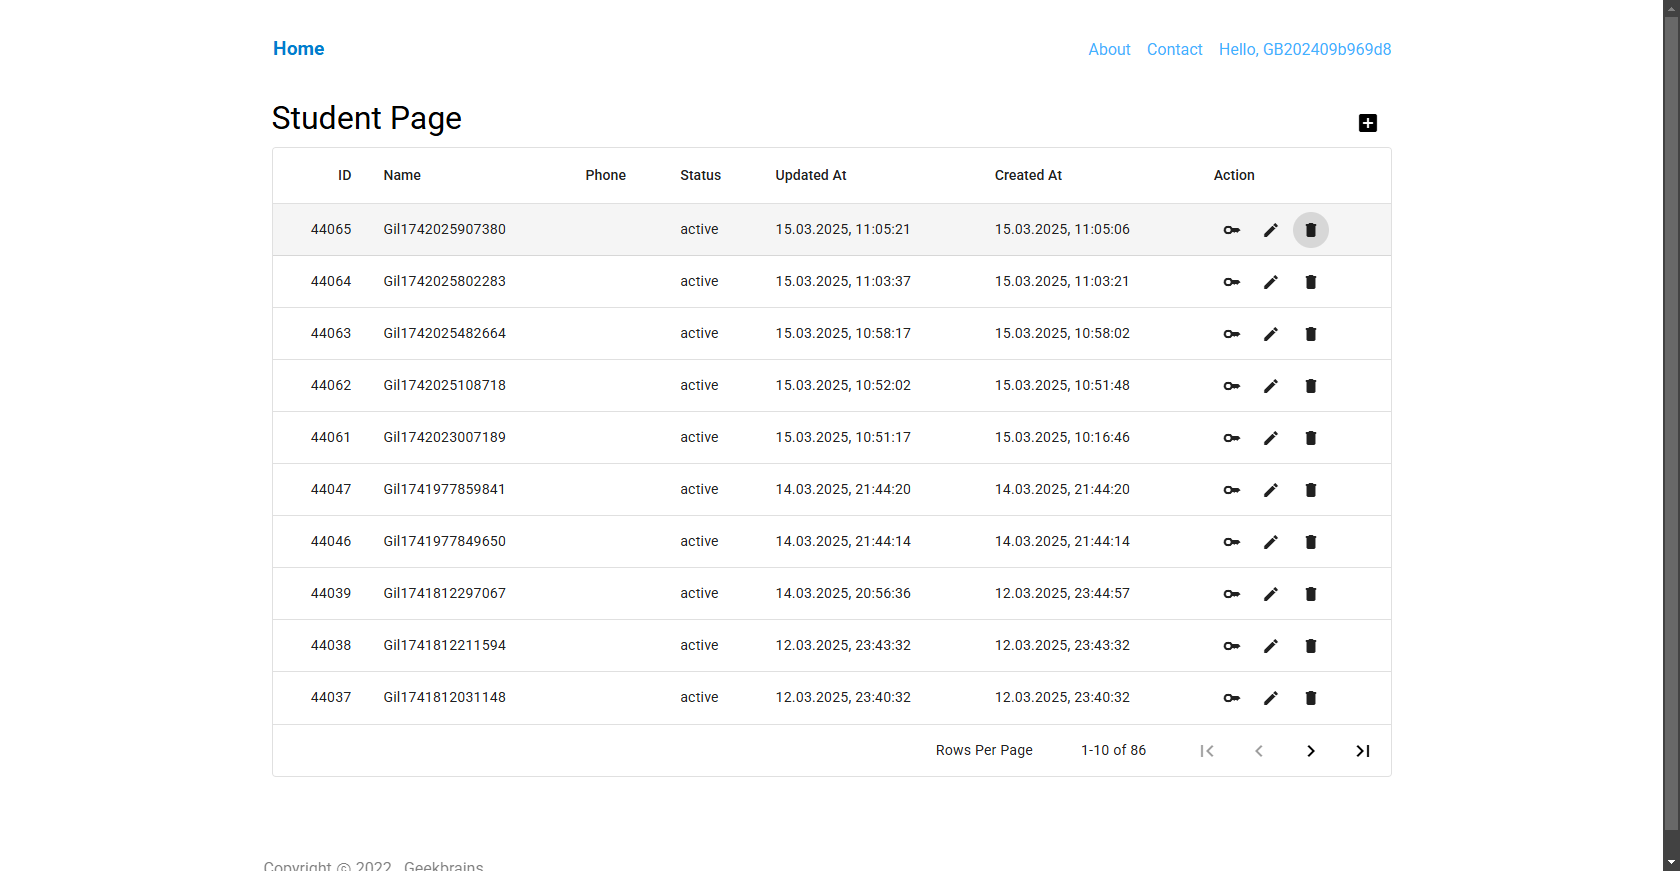 Home About Contact Hello, GB202409b969d8
Student Page
ID Name Phone Status Updated At Created At Action
44065 Gil1742025907380 active 15.03.2025, 11:05:21 15.03.2025, 11:05:06
44064 Gil1742025802283 active 15.03.2025, 11:03:37 15.03.2025, 11:03:21
44063 Gil1742025482664 active 15.03.2025, 10:58:17 15.03.2025, 10:58:02
44062 Gil1742025108718 active 15.03.2025, 10:52:02 15.03.2025, 10:51:48
44061 Gil1742023007189 active 15.03.2025, 10:51:17 15.03.2025, 10:16:46
44047 Gil1741977859841 active 14.03.2025, 21:44:20 14.03.2025, 21:44:20
44046 Gil1741977849650 active 14.03.2025, 21:44:14 14.03.2025, 21:44:14
44039 Gil1741812297067 active 14.03.2025, 20:56:36 12.03.2025, 23:44:57
44038 Gil1741812211594 active 12.03.2025, 23:43:32 12.03.2025, 23:43:32
44037 Gil1741812031148 active 12.03.2025, 23:40:32 12.03.2025, 23:40:32
Rows Per Page 1-10 of 86
Copyright © 2022 Geekbrains